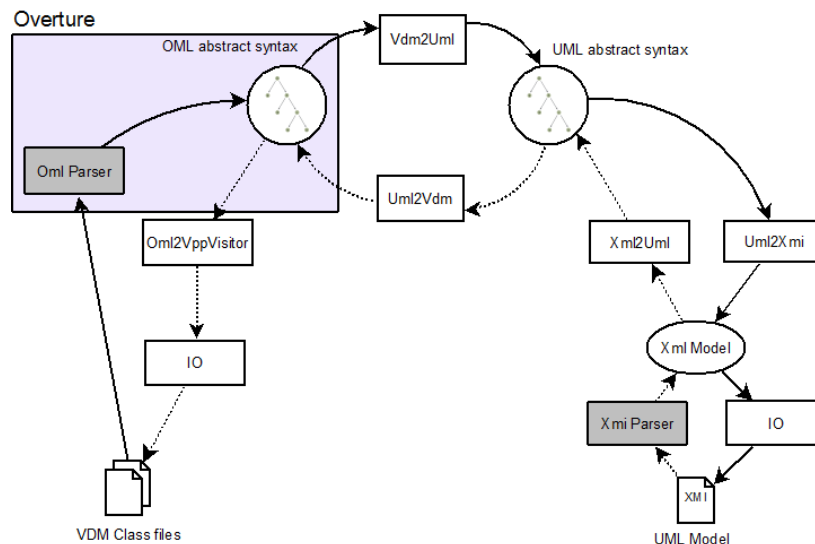 Overture
Vdm2Uml
OML abstract syntax
UML abstract syntax
Oml Parser
Uml2Vdm
Oml2VppVisitor
Xml2Uml
Uml2Xmi
IO
Xml Model
Xmi Parser
IO
XMI
VDM Class files
UML Model